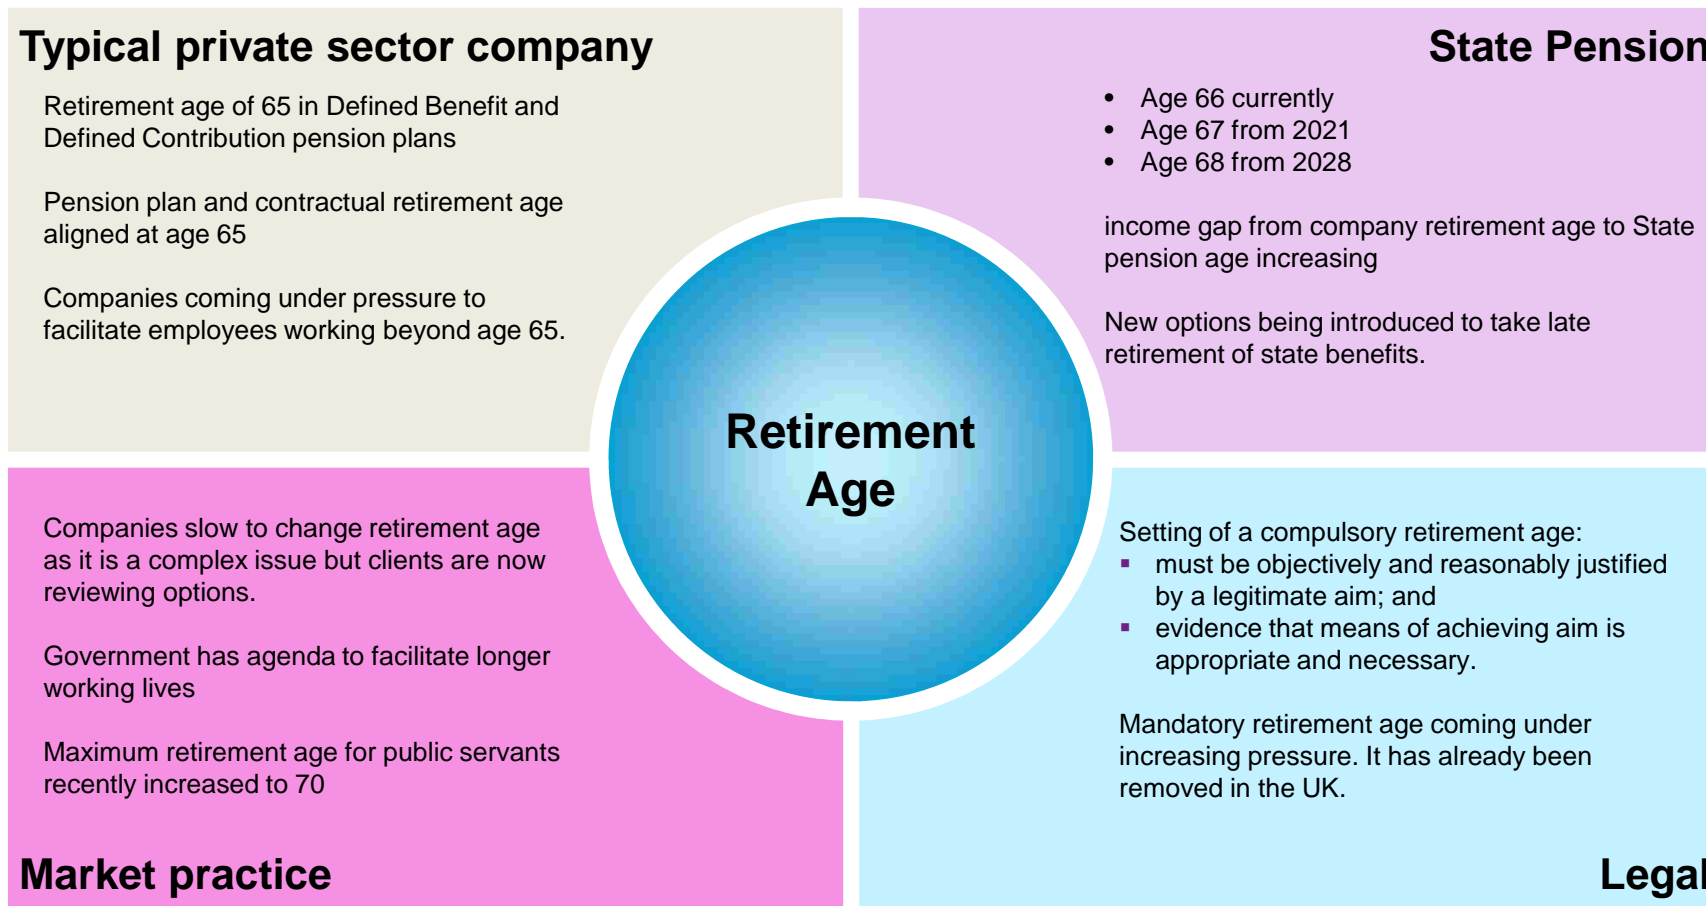 Typical private sector company
Retirement age of 65 in Defined Benefit and
Defined Contribution pension plans
Pension plan and contractual retirement age
aligned at age 65
Companies coming under pressure to
facilitate employees working beyond age 65.
State Pension
• Age 66 currently
• Age 67 from 2021
• Age 68 from 2028
income gap from company retirement age to State
pension age increasing
New options being introduced to take late
retirement of state benefits.
Retirement
Age
Companies slow to change retirement age
as it is a complex issue but clients are now
reviewing options.
Government has agenda to facilitate longer
working lives
Maximum retirement age for public servants
recently increased to 70
Market practice
Setting of a compulsory retirement age:
▪ must be objectively and reasonably justified
by a legitimate aim; and
▪ evidence that means of achieving aim is
appropriate and necessary.
Mandatory retirement age coming under
increasing pressure. It has already been
removed in the UK.
Legal